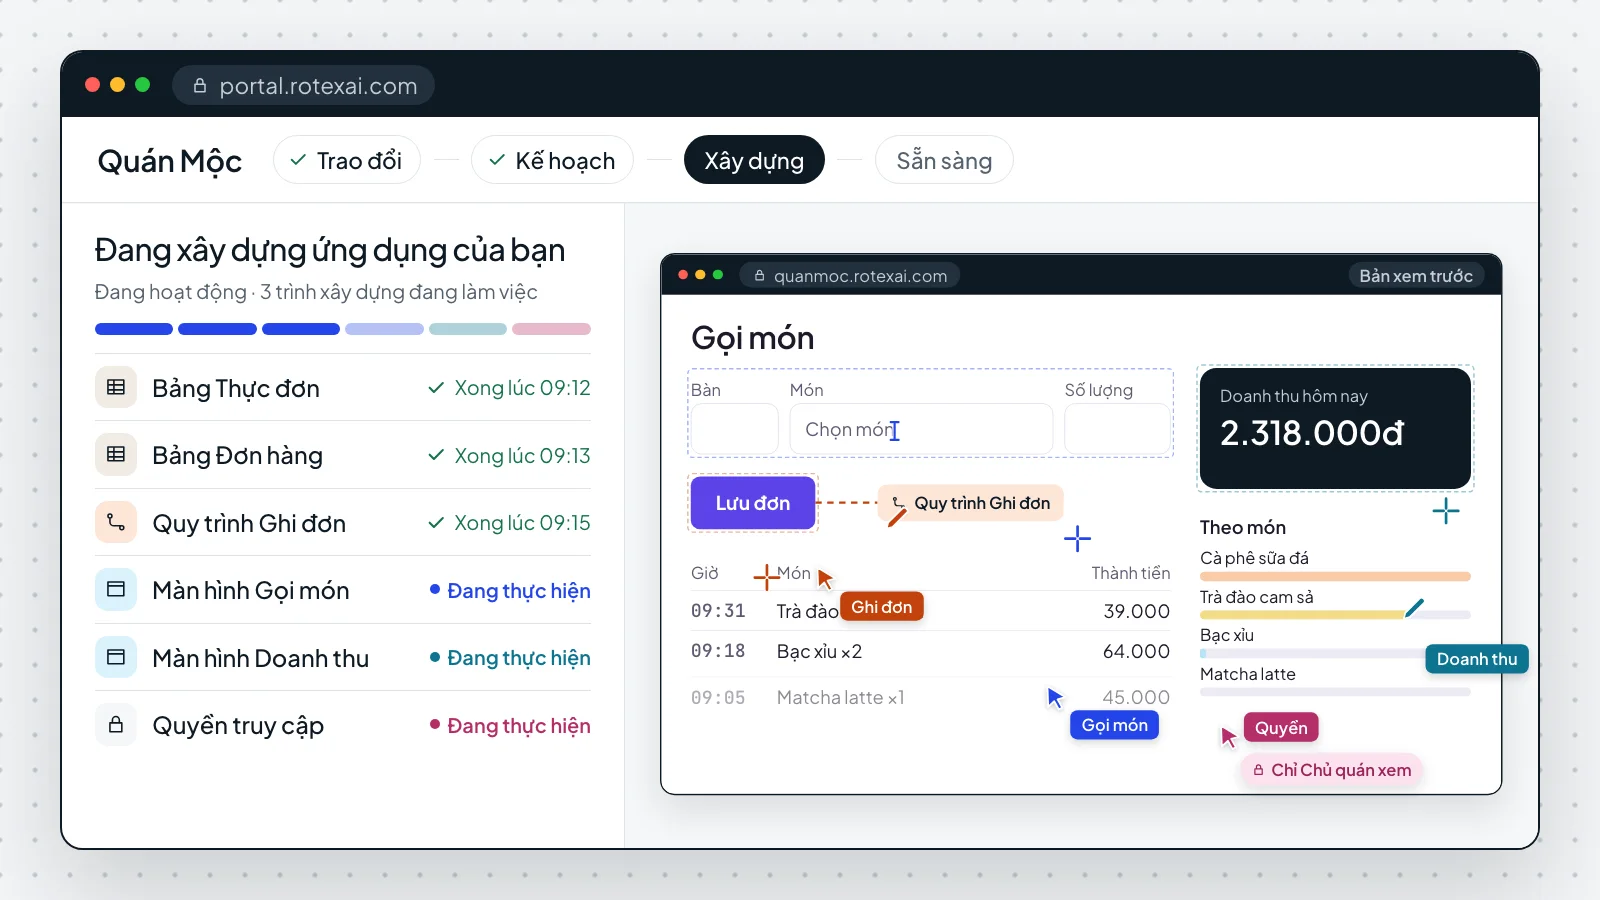 portal.rotexai.com
Quán Mộc
Trao đổi
Kế hoạch
Xây dựng
Sẵn sàng
Đang xây dựng ứng dụng của bạn
Đang hoạt động · 3 trình xây dựng đang làm việc
Bảng Thực đơn
Xong lúc 09:12
Bảng Đơn hàng
Xong lúc 09:13
Quy trình Ghi đơn
Xong lúc 09:15
Màn hình Gọi món
Đang thực hiện
Màn hình Doanh thu
Đang thực hiện
Quyền truy cập
Đang thực hiện
quanmoc.rotexai.com
Bản xem trước
Gọi món
Bàn
Món
Số lượng
Chọn món
Lưu đơn
Quy trình Ghi đơn
Giờ
Món
Thành tiền
09:31
Trà đào
39.000
Ghi đơn
09:18
Bạc xỉu ×2
64.000
09:05
Matcha latte ×1
45.000
Gọi món
Doanh thu hôm nay
2.318.000đ
Theo món
Cà phê sữa đá
Trà đào cam sả
Bạc xỉu
Doanh thu
Matcha latte
Quyền
Chỉ Chủ quán xem